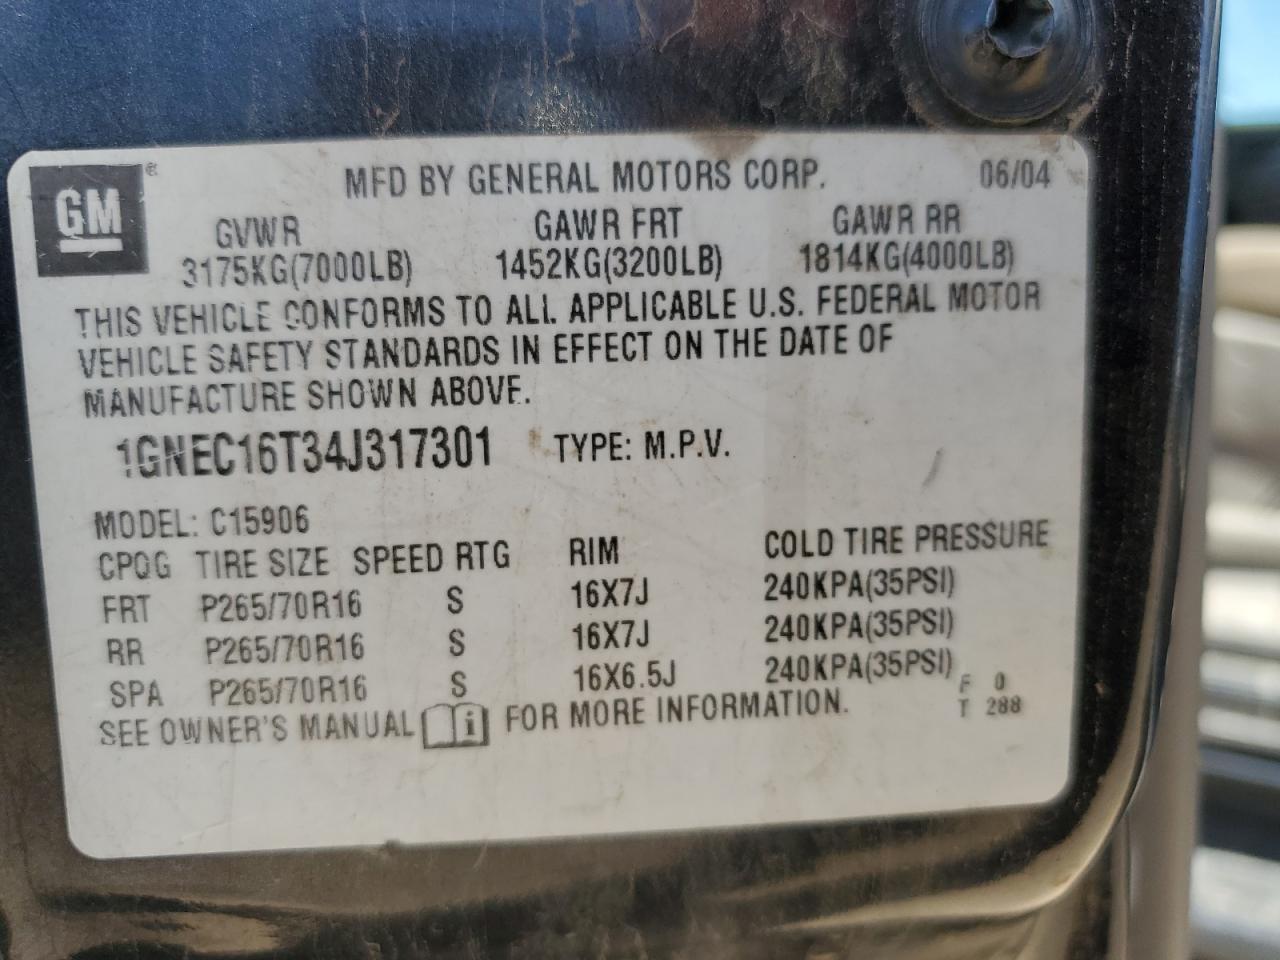 GM ®
MFD BY GENERAL MOTORS CORP. 06/04
GVWR GAWR FRT GAWR RR
3175KG(7000LB) 1452KG(3200LB) 1814KG(4000LB)
THIS VEHICLE CONFORMS TO ALL APPLICABLE U.S. FEDERAL MOTOR
VEHICLE SAFETY STANDARDS IN EFFECT ON THE DATE OF
MANUFACTURE SHOWN ABOVE.
1GNEC16T34J317301 TYPE: M.P.V.
MODEL: C15906
CPQG TIRE SIZE SPEED RTG RIM COLD TIRE PRESSURE
FRT P265/70R16 S 16X7J 240KPA(35PSI)
RR P265/70R16 S 16X7J 240KPA(35PSI)
SPA P265/70R16 S 16X6.5J 240KPA(35PSI) F 0
SEE OWNER'S MANUAL i FOR MORE INFORMATION. T 288